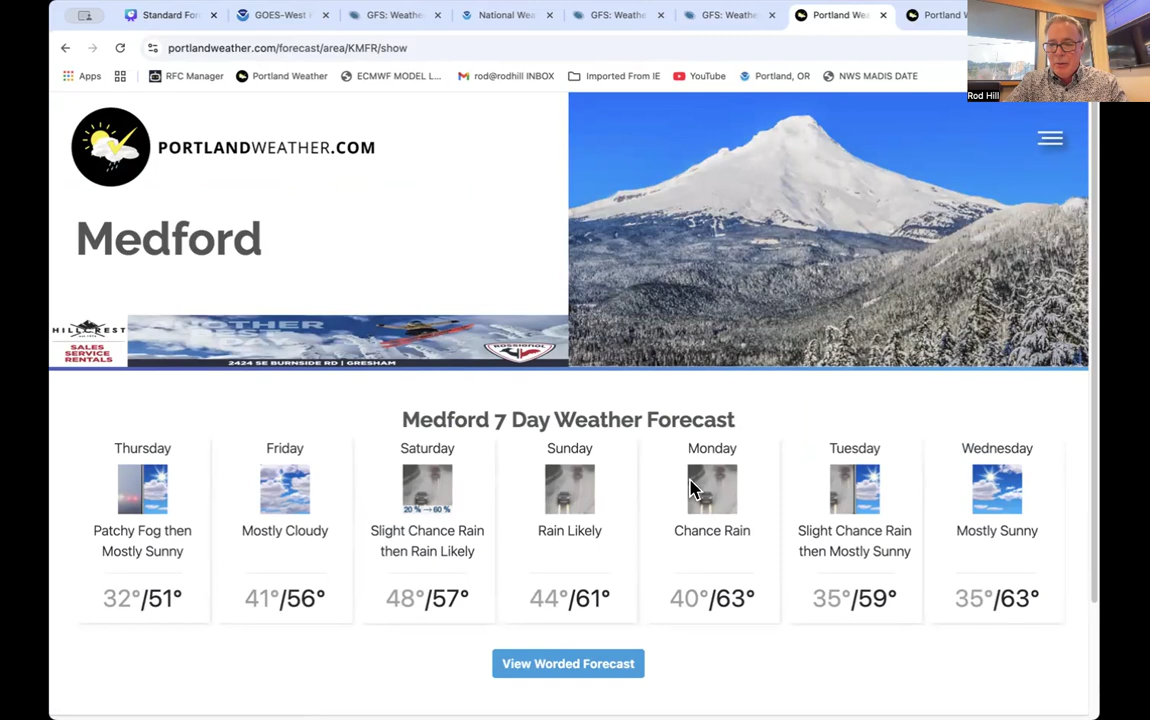 Standard For
GOES-West
GFS: Weathe
National Wea
GFS: Weathe
GFS: Weathe
Portland Wea
Portland W
portlandweather.com/forecast/area/KMFR/show
Apps
RFC Manager
Portland Weather
ECMWF MODEL L...
rod@rodhill INBOX
Imported From IE
YouTube
Portland, OR
NWS MADIS DATE
Rod Hill
PORTLANDWEATHER.COM
Medford
HILLCREST
SALES
SERVICE
RENTALS
2424 SE BURNSIDE RD | GRESHAM
ROSSIGNOL
Medford 7 Day Weather Forecast
Thursday
Friday
Saturday
Sunday
Monday
Tuesday
Wednesday
20 % → 60 %
Patchy Fog then
Mostly Sunny
Mostly Cloudy
Slight Chance Rain
then Rain Likely
Rain Likely
Chance Rain
Slight Chance Rain
then Mostly Sunny
Mostly Sunny
32°/51°
41°/56°
48°/57°
44°/61°
40°/63°
35°/59°
35°/63°
View Worded Forecast